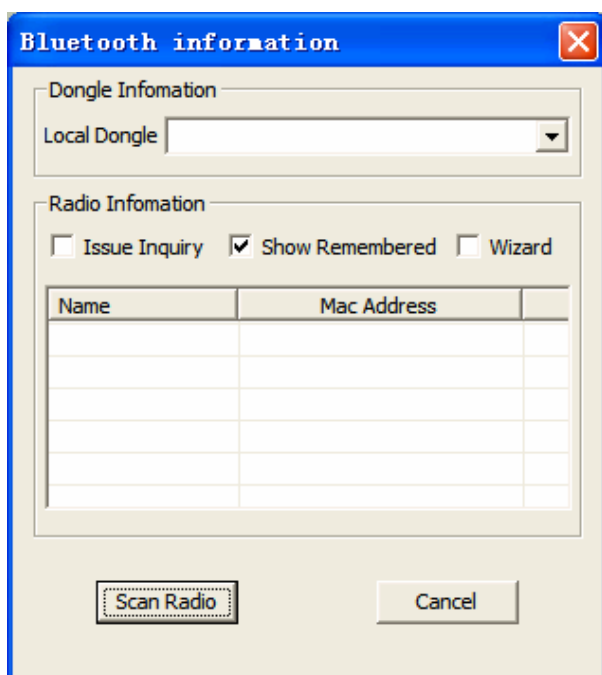 Bluetooth information
Dongle Infomation
Local Dongle
Radio Infomation
Issue Inquiry Show Remembered Wizard
Name Mac Address
Scan Radio Cancel